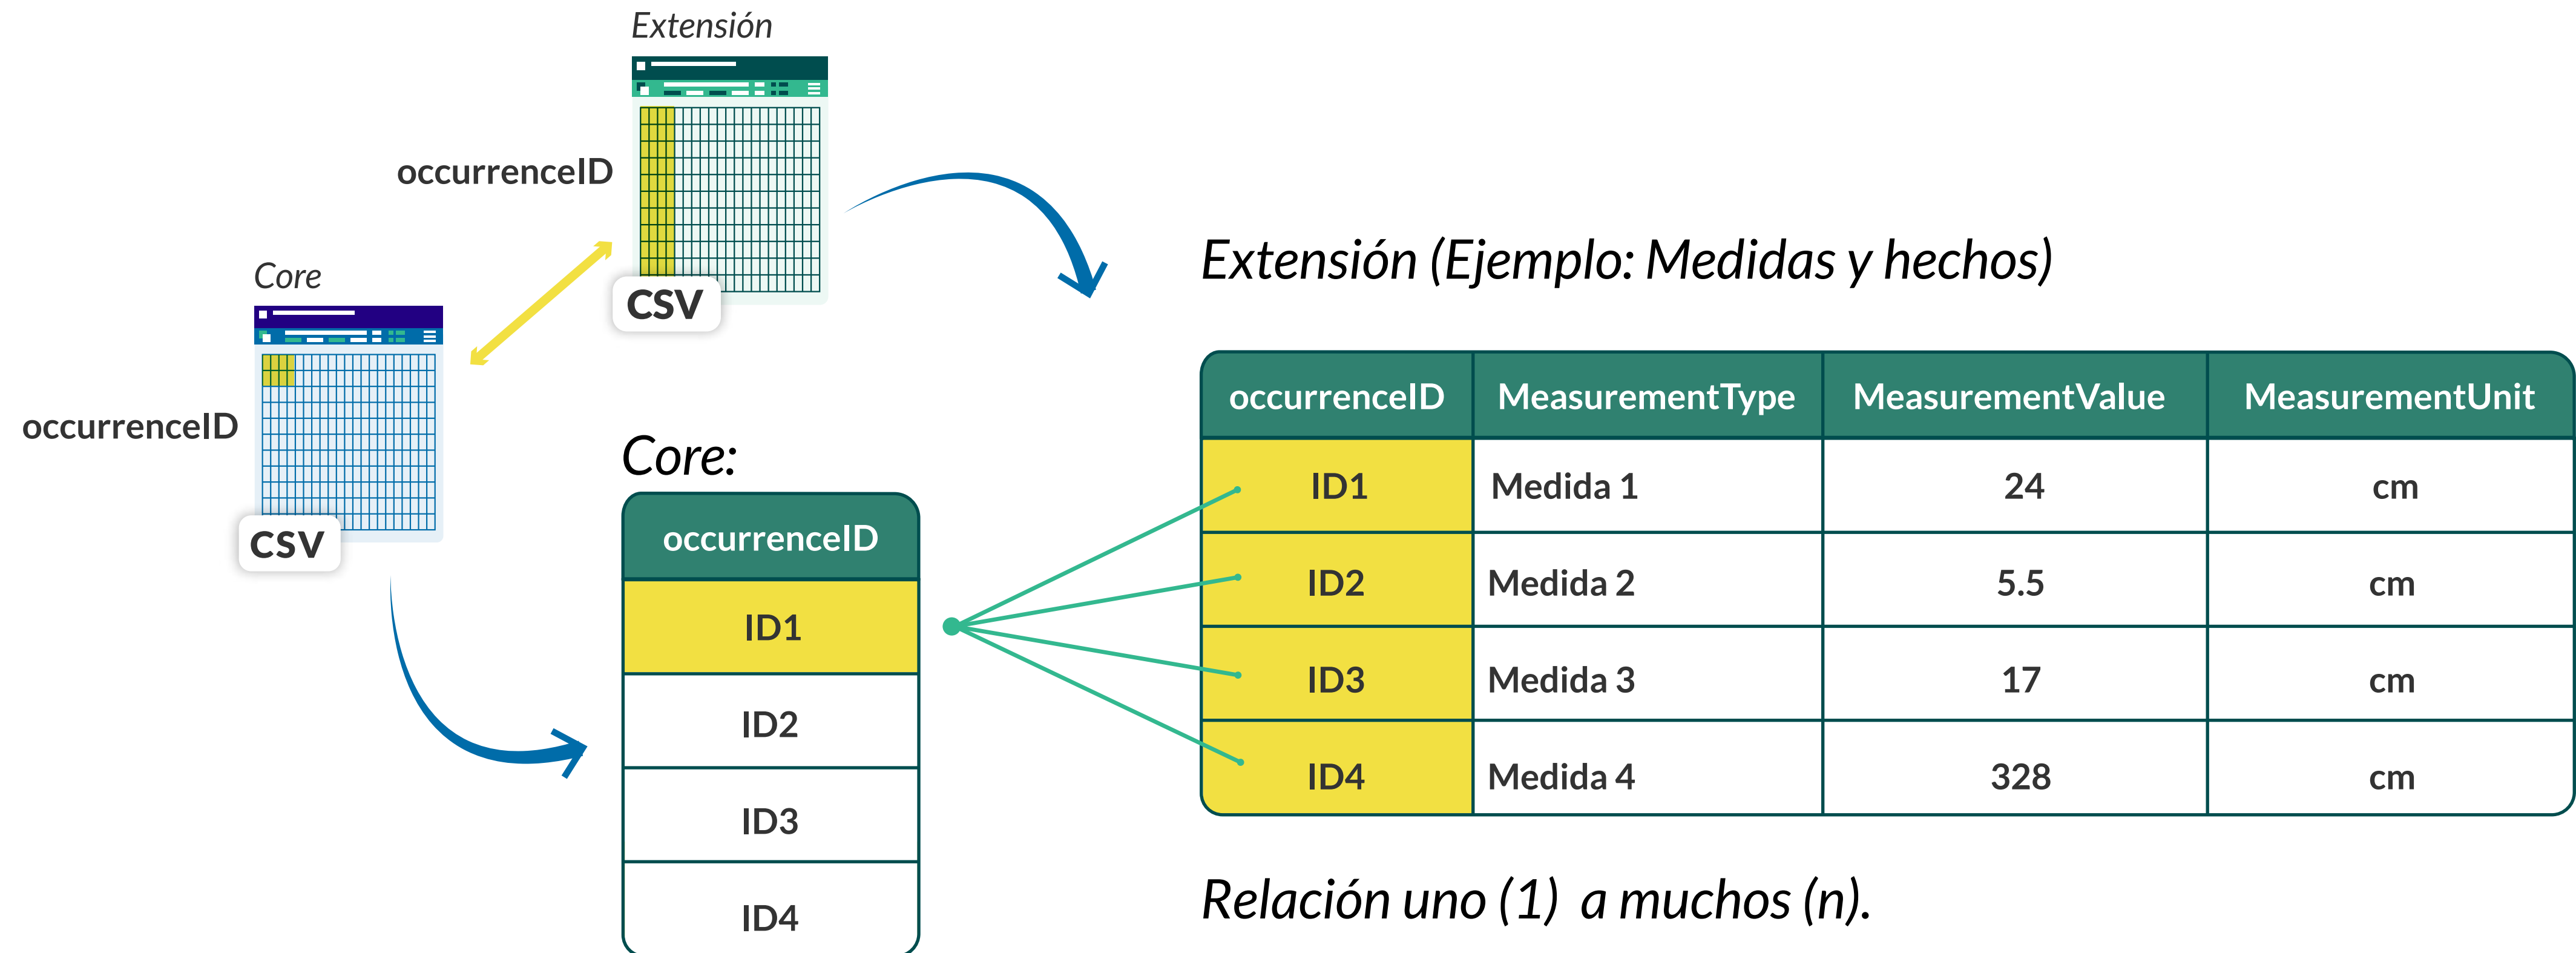 Extensión
occurrenceID
CSV
Core
occurrenceID
CSV
Core:
occurrenceID
ID1
ID2
ID3
ID4
Extensión (Ejemplo: Medidas y hechos)
occurrenceID MeasurementType MeasurementValue MeasurementUnit
ID1 Medida 1 24 cm
ID2 Medida 2 5.5 cm
ID3 Medida 3 17 cm
ID4 Medida 4 328 cm
Relación uno (1) a muchos (n).